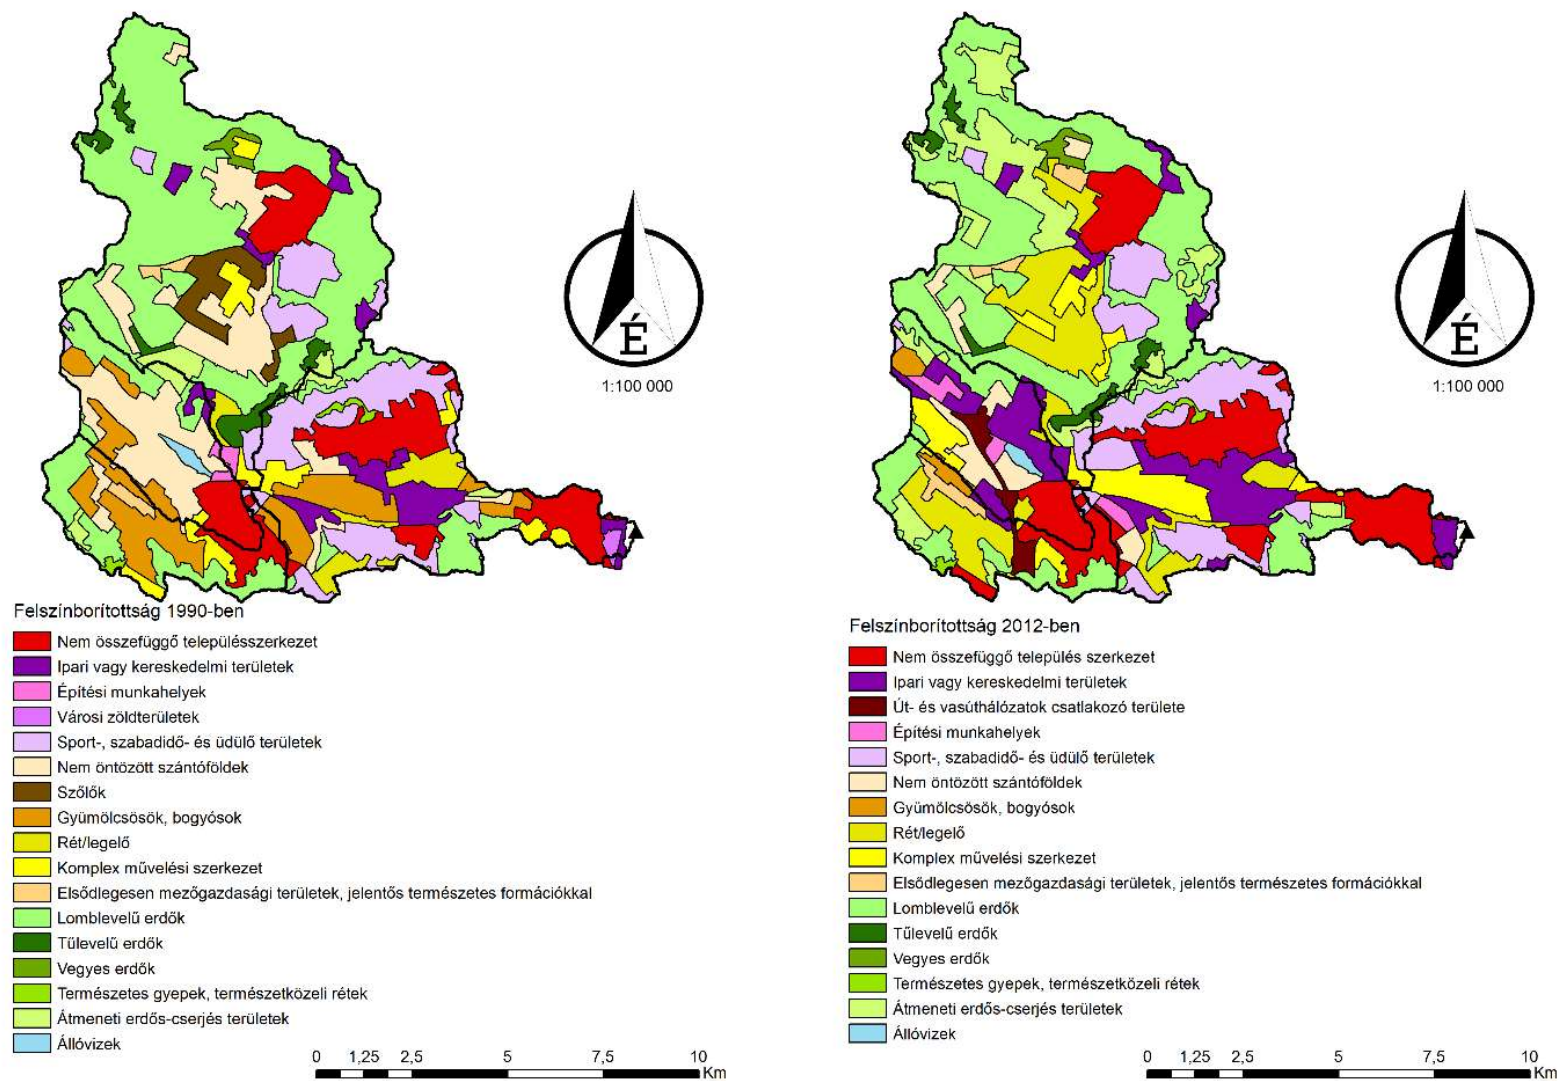 É
1:100 000
Felszínborítottság 1990-ben
Nem összefüggő településszerkezet
Ipari vagy kereskedelmi területek
Építési munkahelyek
Városi zöldterületek
Sport-, szabadidő- és üdülő területek
Nem öntözött szántóföldek
Szőlők
Gyümölcsösök, bogyósok
Rét/legelő
Komplex művelési szerkezet
Elsődlegesen mezőgazdasági területek, jelentős természetes formációkkal
Lomblevelű erdők
Tűlevelű erdők
Vegyes erdők
Természetes gyepek, természetközeli rétek
Átmeneti erdős-cserjés területek
Állóvizek
0 1,25 2,5 5 7,5 10
Km
É
1:100 000
Felszínborítottság 2012-ben
Nem összefüggő település szerkezet
Ipari vagy kereskedelmi területek
Út- és vasúthálózatok csatlakozó területe
Építési munkahelyek
Sport-, szabadidő- és üdülő területek
Nem öntözött szántóföldek
Gyümölcsösök, bogyósok
Rét/legelő
Komplex művelési szerkezet
Elsődlegesen mezőgazdasági területek, jelentős természetes formációkkal
Lomblevelű erdők
Tűlevelű erdők
Vegyes erdők
Természetes gyepek, természetközeli rétek
Átmeneti erdős-cserjés területek
Állóvizek
0 1,25 2,5 5 7,5 10
Km